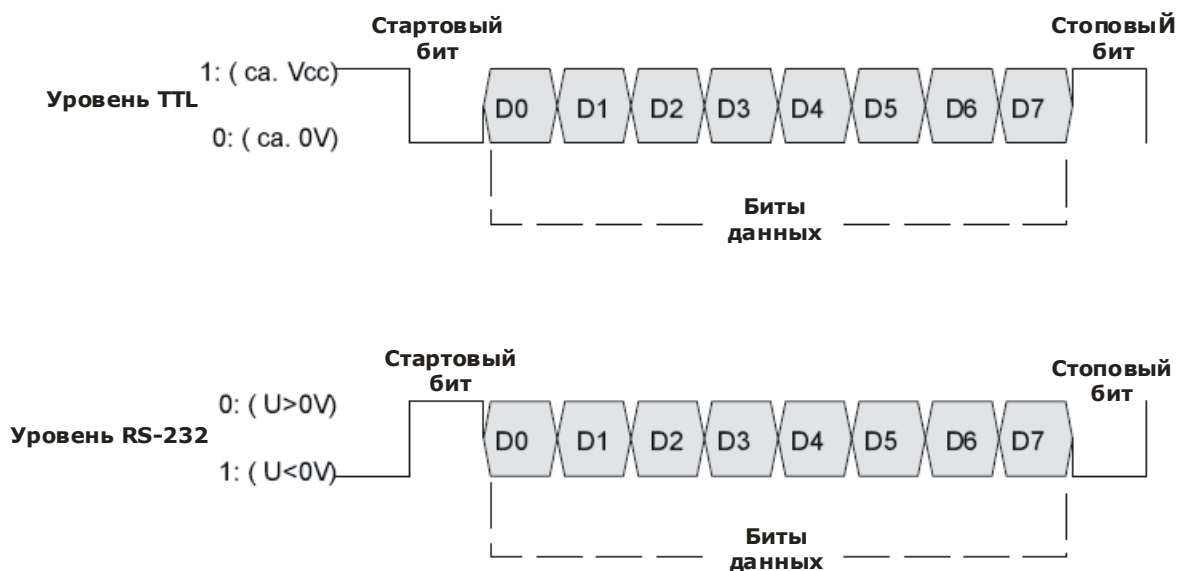 Стартовый
бит
СтоповыЙ
бит
1: ( ca. Vcc)
Уровень TTL
0: ( ca. 0V)
D0 D1 D2 D3 D4 D5 D6 D7
Биты
данных
Стартовый
бит
Стоповый
бит
0: ( U>0V)
Уровень RS-232
1: ( U<0V)
D0 D1 D2 D3 D4 D5 D6 D7
Биты
данных